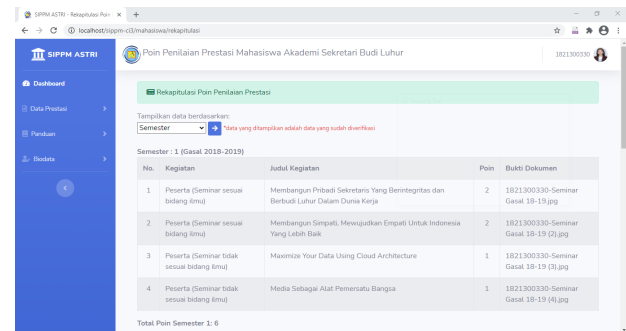 SIPPM ASTRI - Rekapitulasi Poin
localhost/sippm-ci3/mahasiswa/rekapitulasi
SIPPM ASTRI
Poin Penilaian Prestasi Mahasiswa Akademi Sekretari Budi Luhur
1821300330
Dashboard
Data Prestasi
Panduan
Biodata
Rekapitulasi Poin Penilaian Prestasi
Tampilkan data berdasarkan:
Semester
*data yang ditampilkan adalah data yang sudah diverifikasi
Semester : 1 (Gasal 2018-2019)
No. Kegiatan Judul Kegiatan Poin Bukti Dokumen
1 Peserta (Seminar sesuai Membangun Pribadi Sekretaris Yang Berintegritas dan 2 1821300330-Seminar
bidang ilmu) Berbudi Luhur Dalam Dunia Kerja Gasal 18-19.jpg
2 Peserta (Seminar sesuai Membangun Simpati, Mewujudkan Empati Untuk Indonesia 2 1821300330-Seminar
bidang ilmu) Yang Lebih Baik Gasal 18-19 (2).jpg
3 Peserta (Seminar tidak Maximize Your Data Using Cloud Architecture 1 1821300330-Seminar
sesuai bidang ilmu) Gasal 18-19 (3).jpg
4 Peserta (Seminar tidak Media Sebagai Alat Pemersatu Bangsa 1 1821300330-Seminar
sesuai bidang ilmu) Gasal 18-19 (4).jpg
Total Poin Semester 1: 6